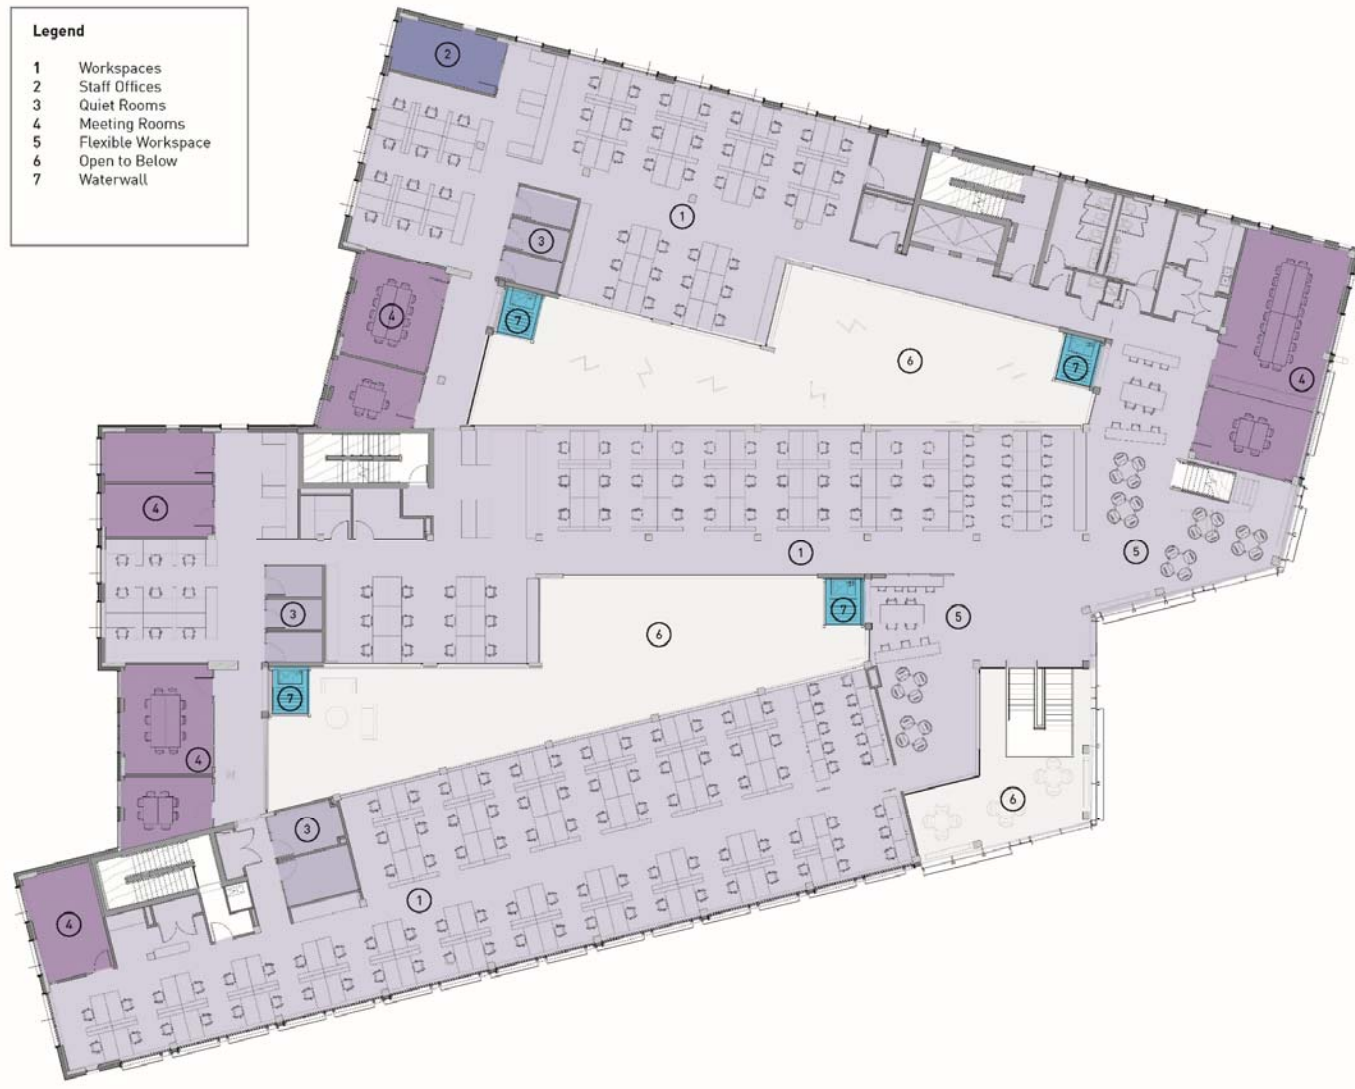 Legend
1 Workspaces
2 Staff Offices
3 Quiet Rooms
4 Meeting Rooms
5 Flexible Workspace
6 Open to Below
7 Waterwall
2
1
3
4
7
6
7
4
4
1
5
3
7
6
5
7
4
6
3
1
4